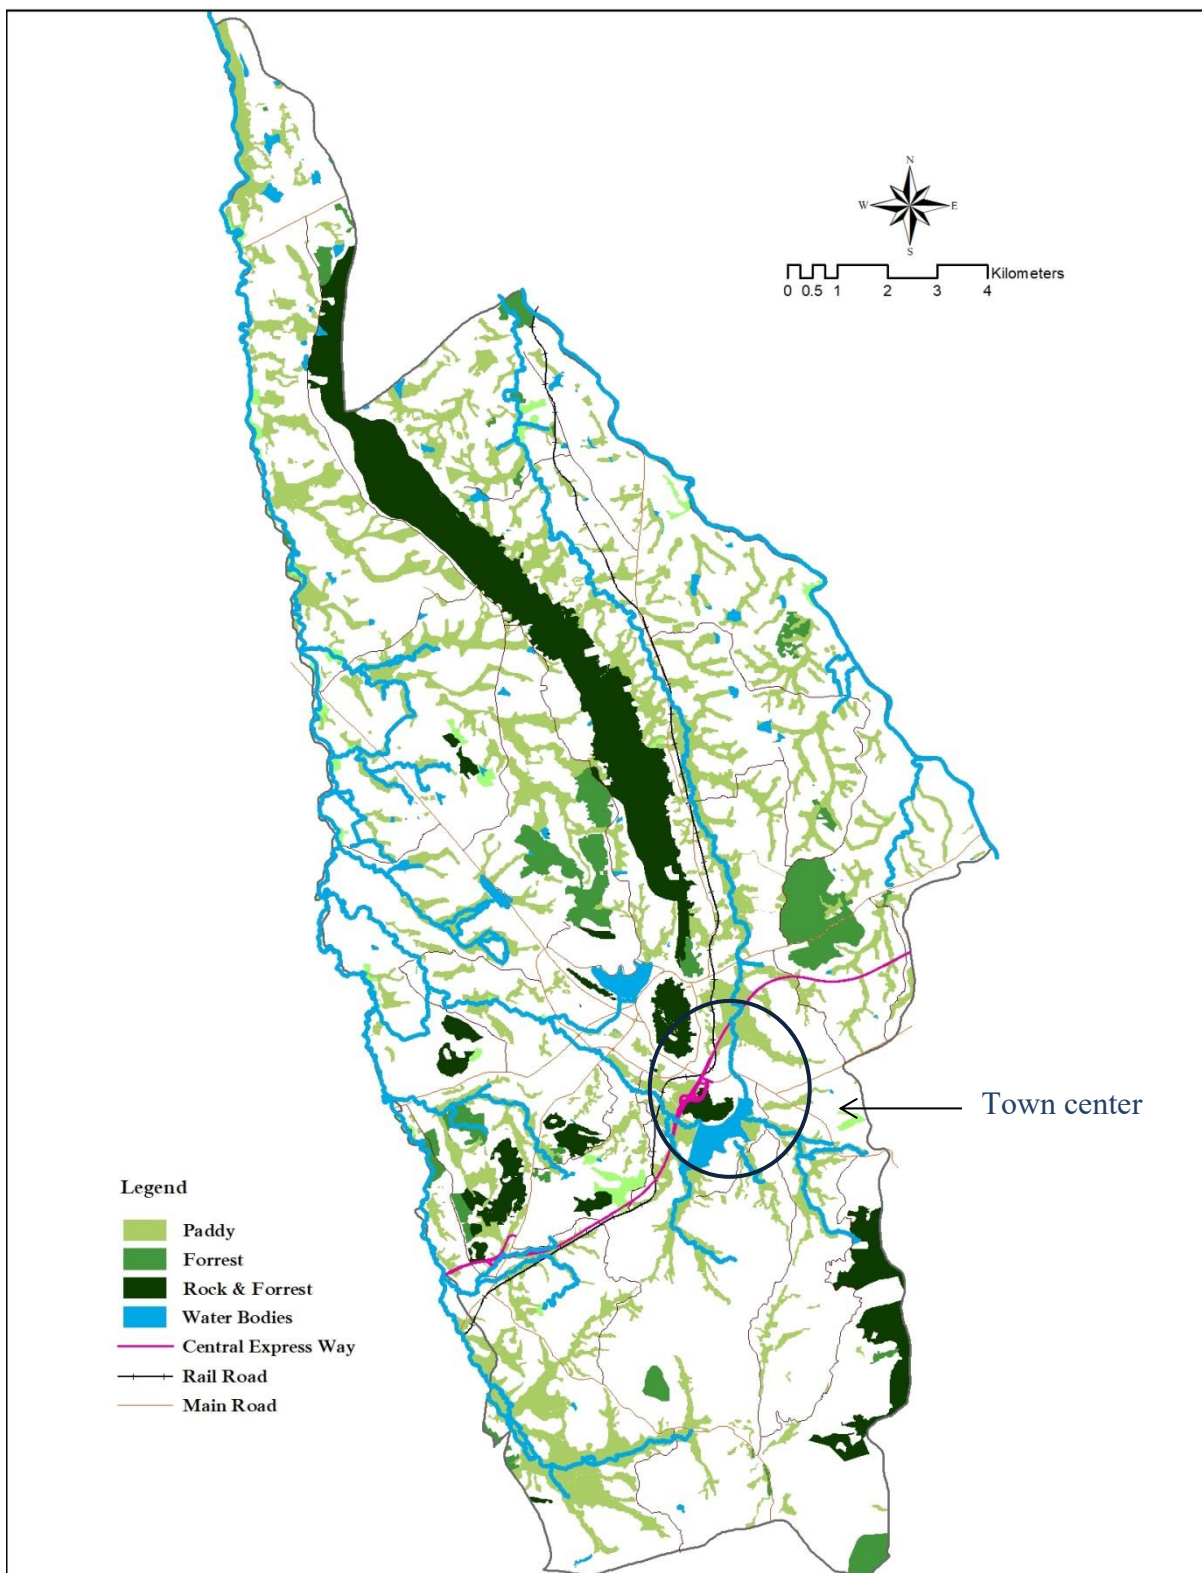 N
W E
S
Kilometers
0 0.5 1 2 3 4
Town center
Legend
Paddy
Forrest
Rock & Forrest
Water Bodies
Central Express Way
Rail Road
Main Road